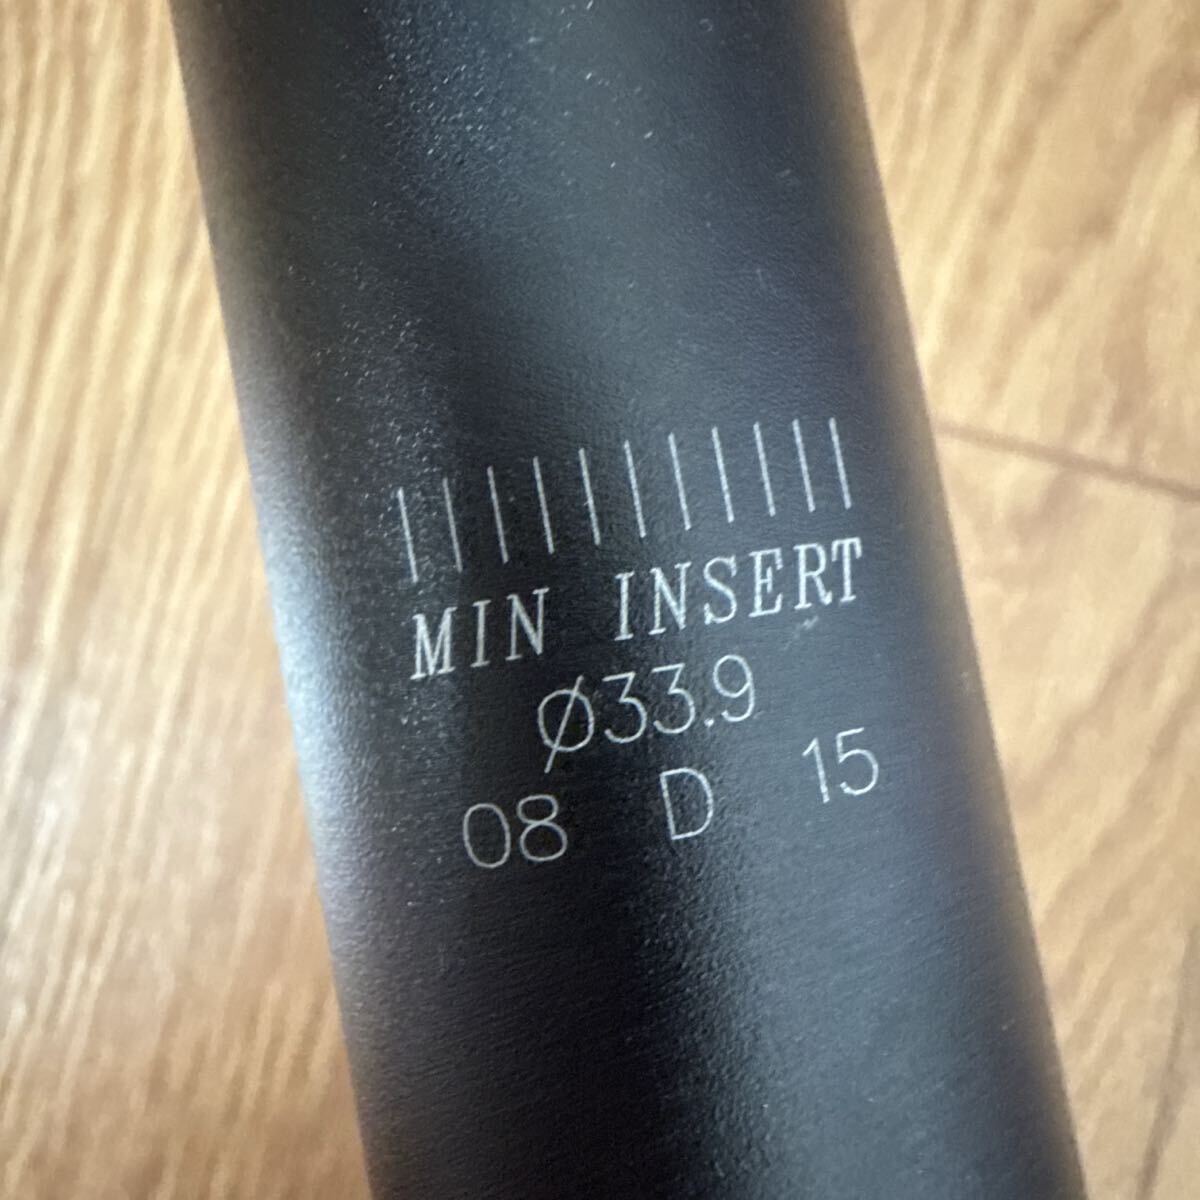 MIN INSERT
Ø33.9
08 D 15